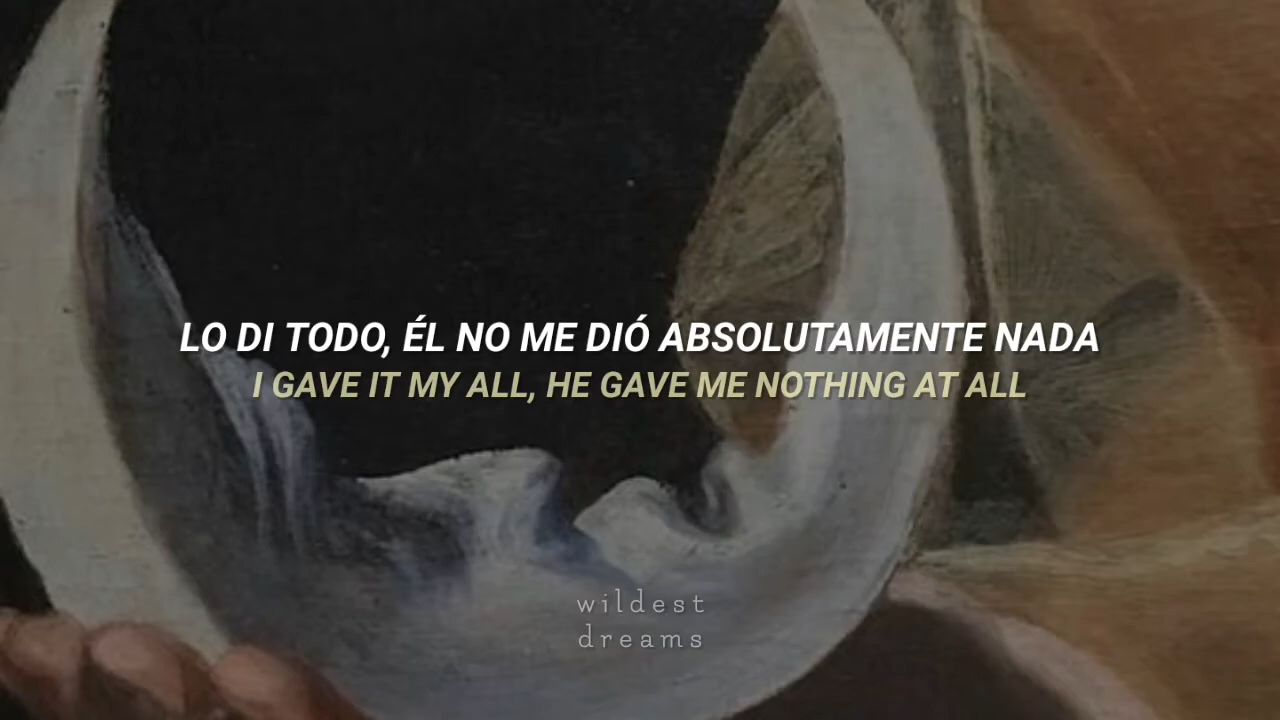 LO DI TODO, ÉL NO ME DIÓ ABSOLUTAMENTE NADA
I GAVE IT MY ALL, HE GAVE ME NOTHING AT ALL
wildest
dreams